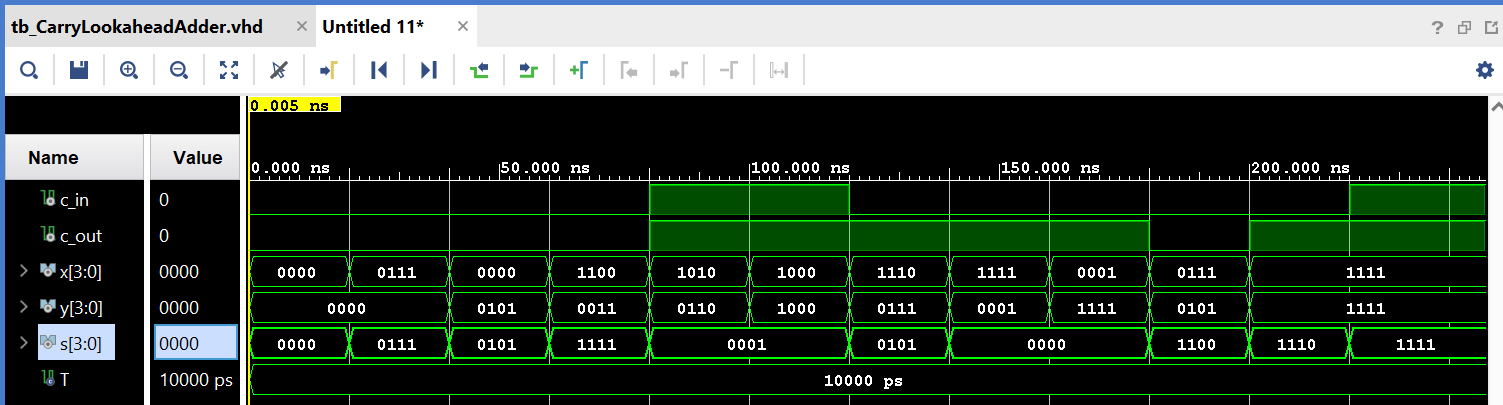 tb_CarryLookaheadAdder.vhd × Untitled 11* × ?
0.005 ns
Name Value 0.000 ns 50.000 ns 100.000 ns 150.000 ns 200.000 ns
c_in 0
c_out 0
x[3:0] 0000 0000 0111 0000 1100 1010 1000 1110 1111 0001 0111 1111
y[3:0] 0000 0000 0101 0011 0110 1000 0111 0001 1111 0101 1111
s[3:0] 0000 0000 0111 0101 1111 0001 0101 0000 1100 1110 1111
T 10000 ps 10000 ps